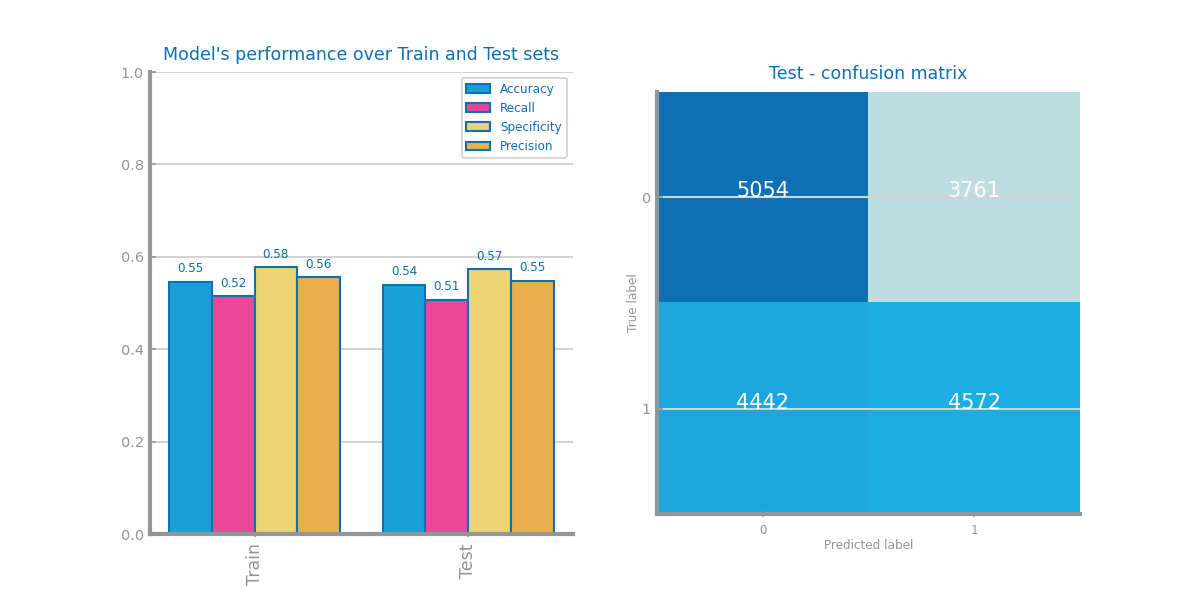 Model's performance over Train and Test sets
1.0
0.8
0.6
0.4
0.2
0.0
Accuracy
Recall
Specificity
Precision
0.55
0.52
0.58
0.56
0.54
0.51
0.57
0.55
Train
Test
Test - confusion matrix
True label
0
1
5054
3761
4442
4572
0
1
Predicted label